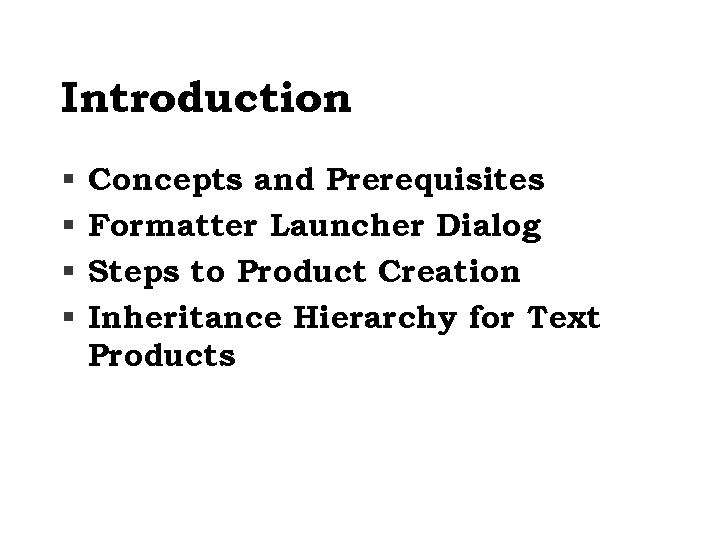 Introduction
▪ Concepts and Prerequisites
▪ Formatter Launcher Dialog
▪ Steps to Product Creation
▪ Inheritance Hierarchy for Text
Products